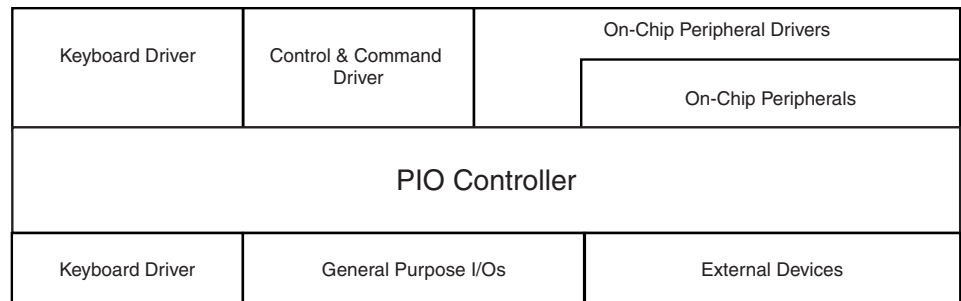 Keyboard Driver
Control & Command
Driver
On-Chip Peripheral Drivers
On-Chip Peripherals
PIO Controller
Keyboard Driver
General Purpose I/Os
External Devices